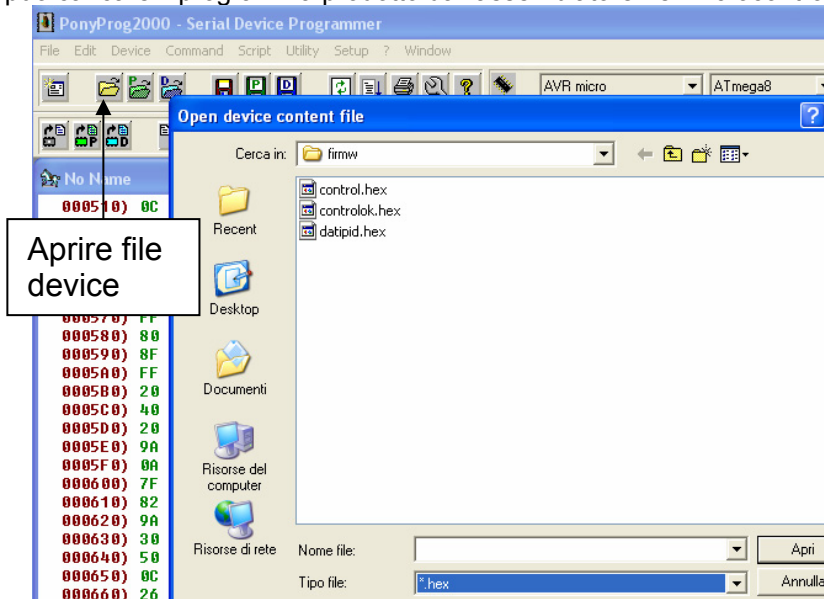 PonyProg2000 - Serial Device Programmer
File Edit Device Command Script Utility Setup ? Window
AVR micro
ATmega8
Open device content file
Cerca in:
firmw
No Name
000510) 0C
Aprire file
device
control.hex
controlok.hex
datipid.hex
Recent
Desktop
Documenti
Risorse del
computer
Risorse di rete
000570) FF
000580) 80
000590) 8F
0005A0) FF
0005B0) 20
0005C0) 40
0005D0) 20
0005E0) 9A
0005F0) 0A
000600) 7F
000610) 82
000620) 9A
000630) 30
000640) 50
000650) 0C
000660) 26
Nome file:
Apri
Tipo file:
*.hex
Annulla